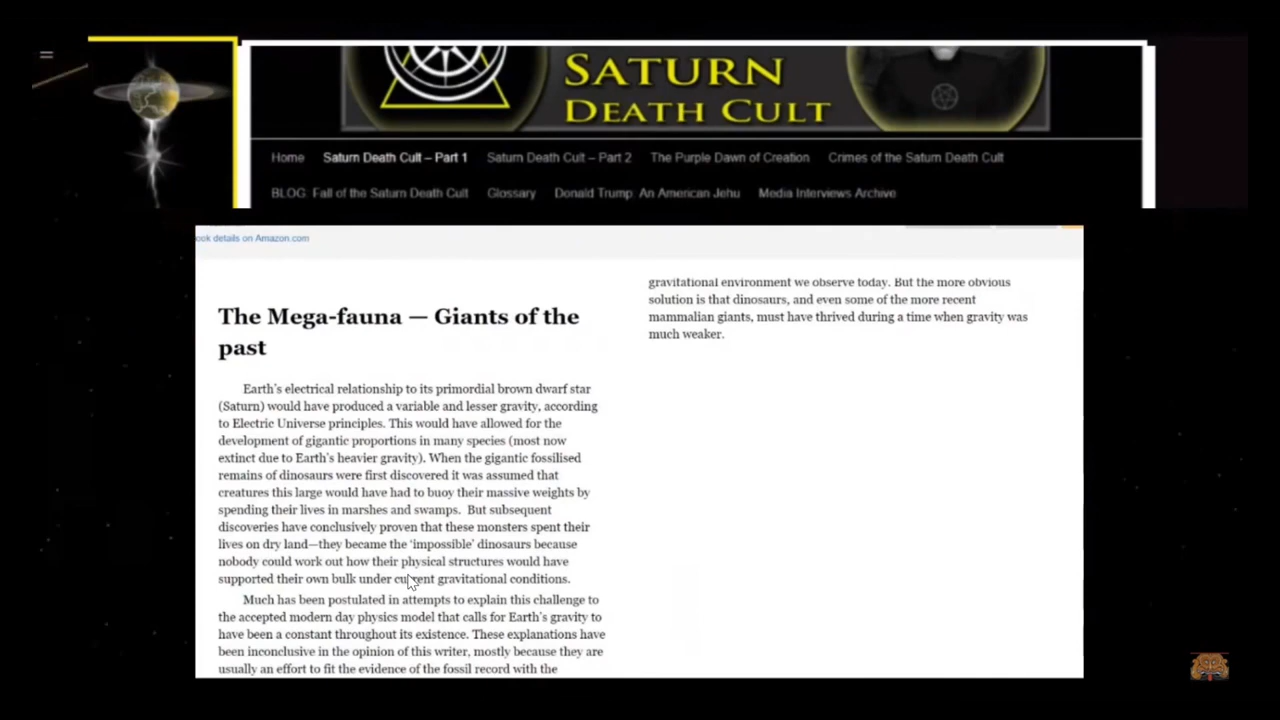 SATURN
DEATH CULT
Home Saturn Death Cult – Part 1 Saturn Death Cult – Part 2 The Purple Dawn of Creation Crimes of the Saturn Death Cult
BLOG: Fall of the Saturn Death Cult Glossary Donald Trump: An American Jehu Media Interviews Archive
ook details on Amazon.com
The Mega-fauna — Giants of the
past
Earth's electrical relationship to its primordial brown dwarf star
(Saturn) would have produced a variable and lesser gravity, according
to Electric Universe principles. This would have allowed for the
development of gigantic proportions in many species (most now
extinct due to Earth's heavier gravity). When the gigantic fossilised
remains of dinosaurs were first discovered it was assumed that
creatures this large would have had to buoy their massive weights by
spending their lives in marshes and swamps. But subsequent
discoveries have conclusively proven that these monsters spent their
lives on dry land—they became the 'impossible' dinosaurs because
nobody could work out how their physical structures would have
supported their own bulk under current gravitational conditions.
Much has been postulated in attempts to explain this challenge to
the accepted modern day physics model that calls for Earth's gravity to
have been a constant throughout its existence. These explanations have
been inconclusive in the opinion of this writer, mostly because they are
usually an effort to fit the evidence of the fossil record with the
gravitational environment we observe today. But the more obvious
solution is that dinosaurs, and even some of the more recent
mammalian giants, must have thrived during a time when gravity was
much weaker.